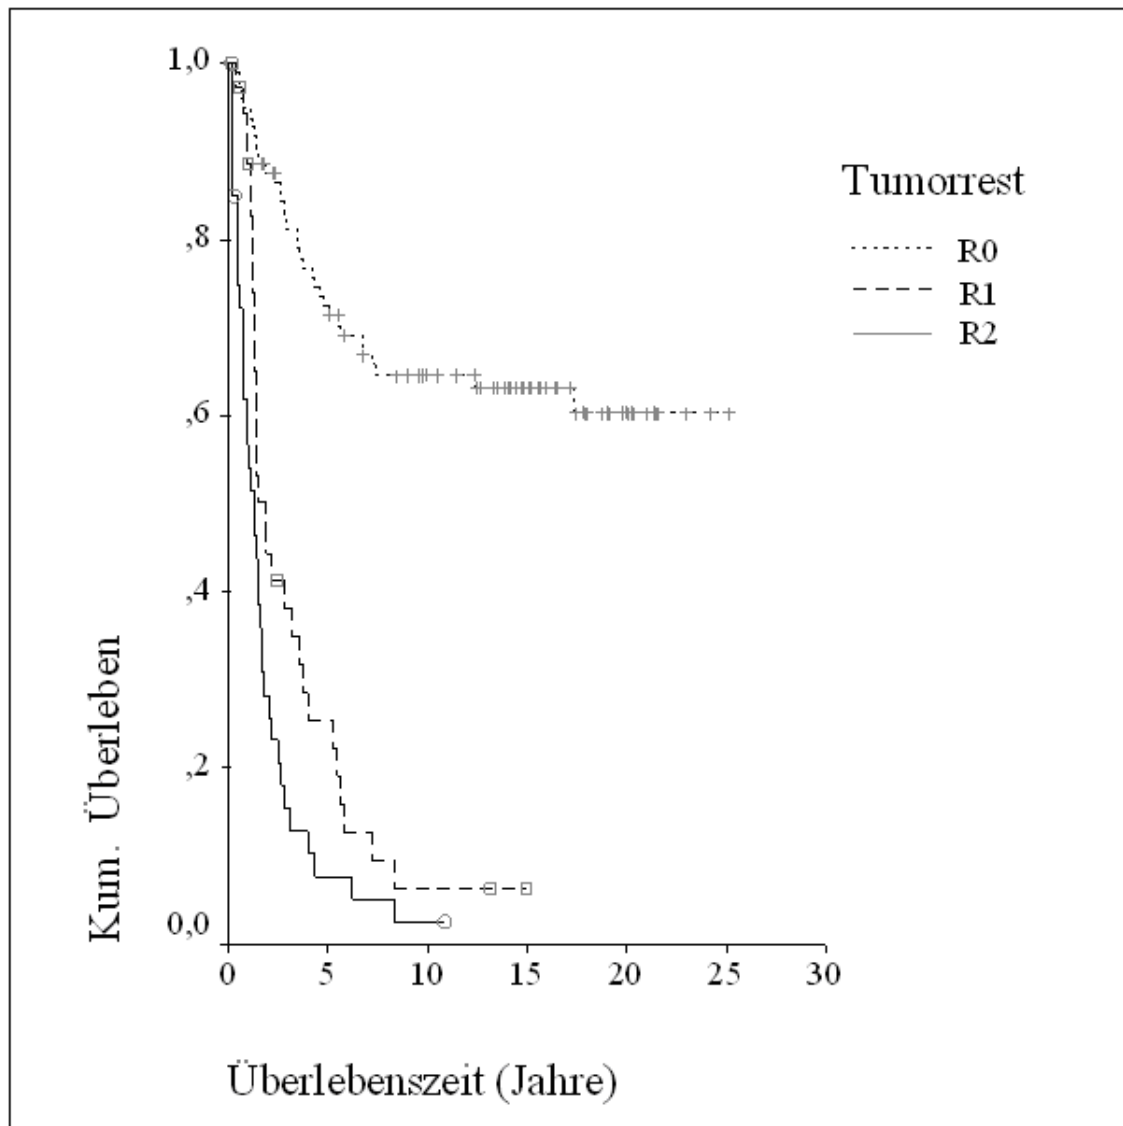 1,0
,8
,6
,4
,2
0,0
Kum. Überleben
0
5
10
15
20
25
30
Überlebenszeit (Jahre)
Tumorrest
R0
R1
R2